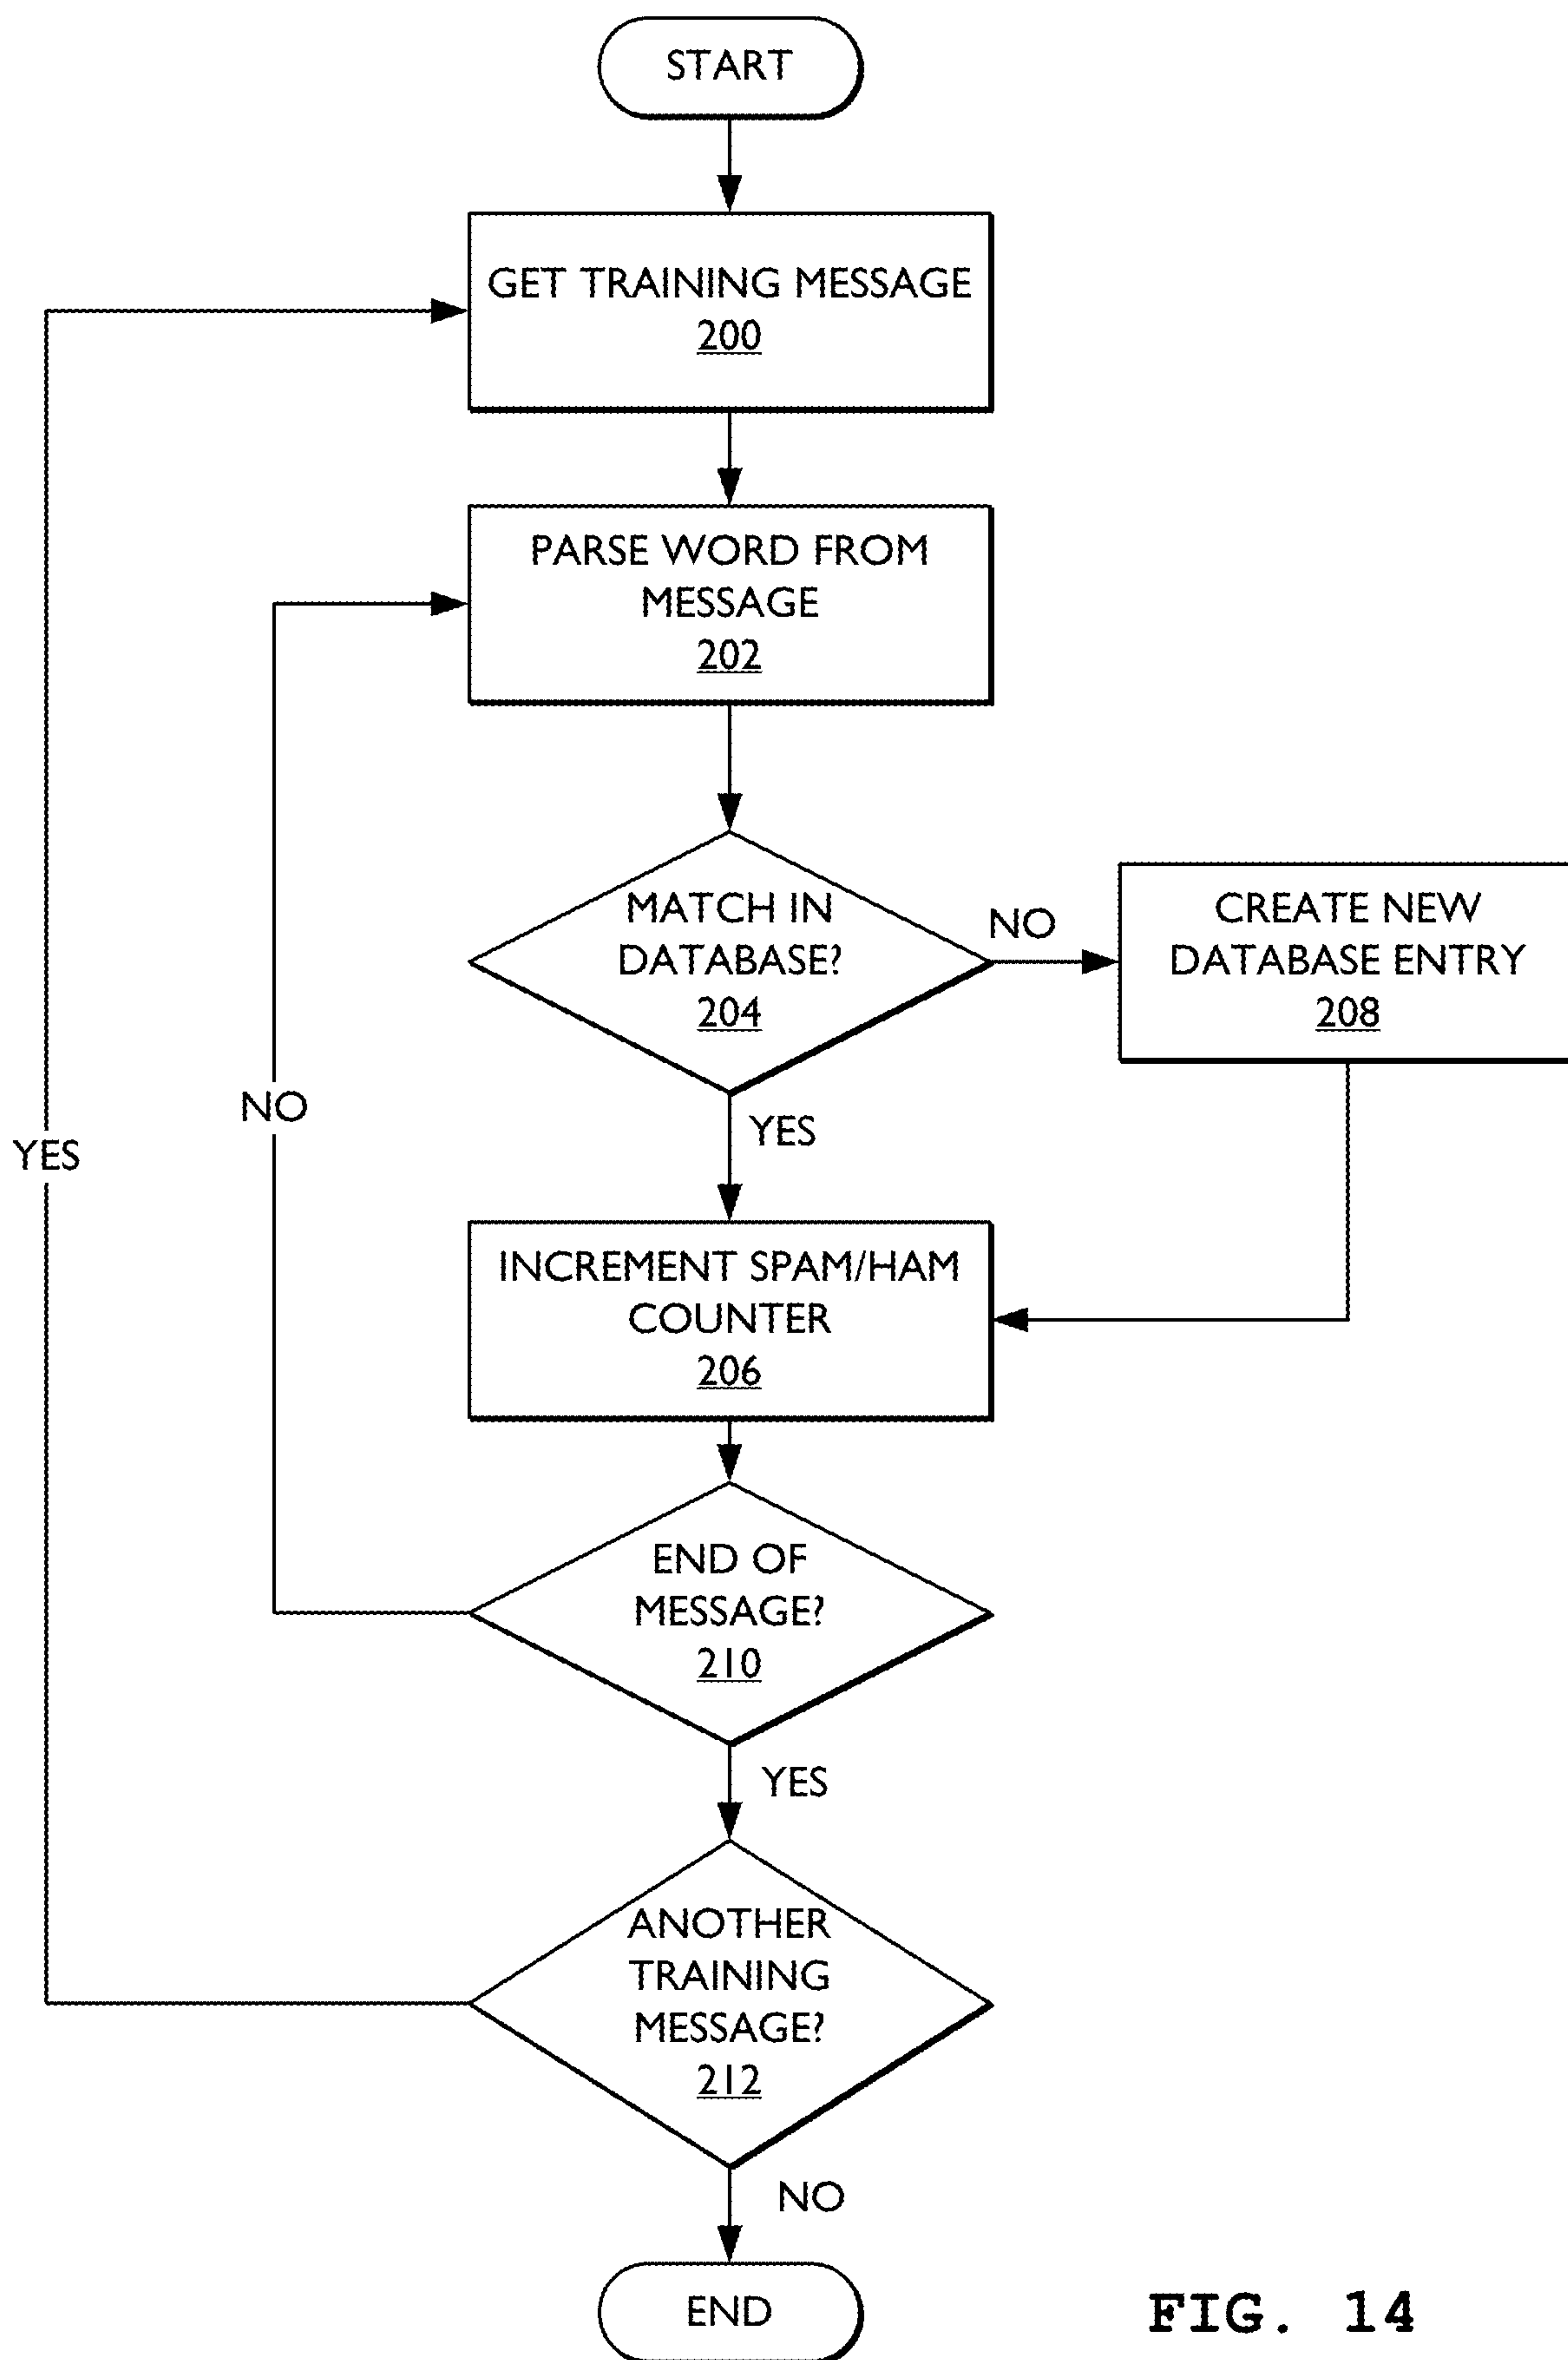 START
GET TRAINING MESSAGE
200
PARSE WORD FROM
MESSAGE
202
MATCH IN
DATABASE?
204
NO
CREATE NEW
DATABASE ENTRY
208
NO
YES
YES
INCREMENT SPAM/HAM
COUNTER
206
END OF
MESSAGE?
210
YES
ANOTHER
TRAINING
MESSAGE?
212
NO
END
FIG. 14